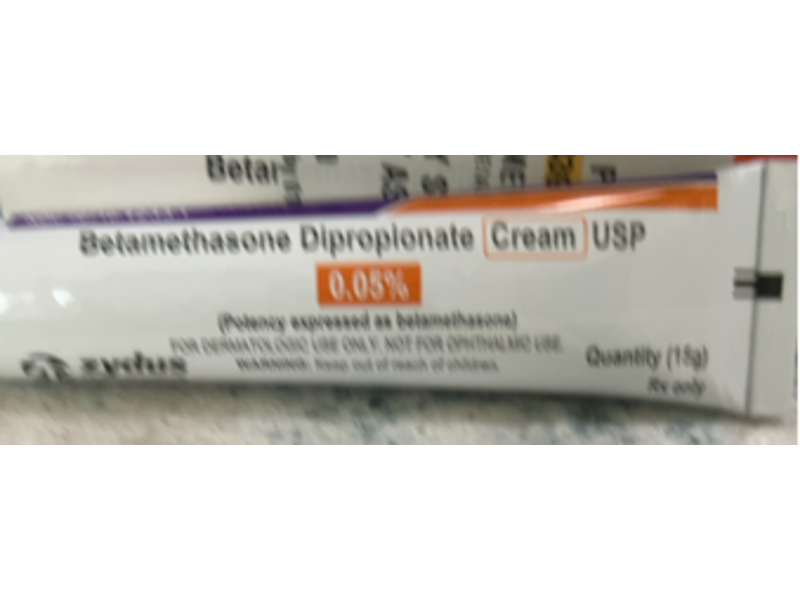 Betar
Betamethasone Dipropionate Cream USP
0.05%
(Potency expressed as betamethasone)
FOR DERMATOLOGIC USE ONLY. NOT FOR OPHTHALMIC USE.
WARNING: Keep out of reach of children.
zydus
Quantity (15g)
Rx only